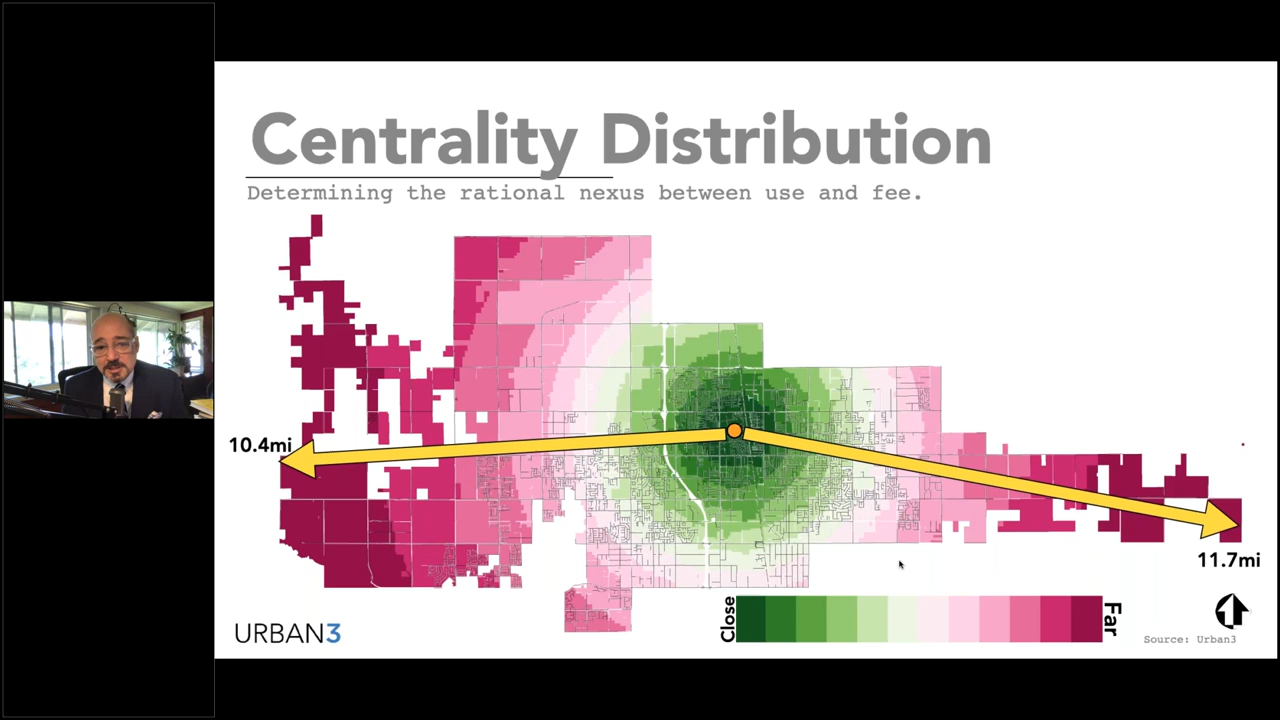 Centrality Distribution
Determining the rational nexus between use and fee.
10.4mi
11.7mi
Close
Far
URBAN3
Source: Urban3